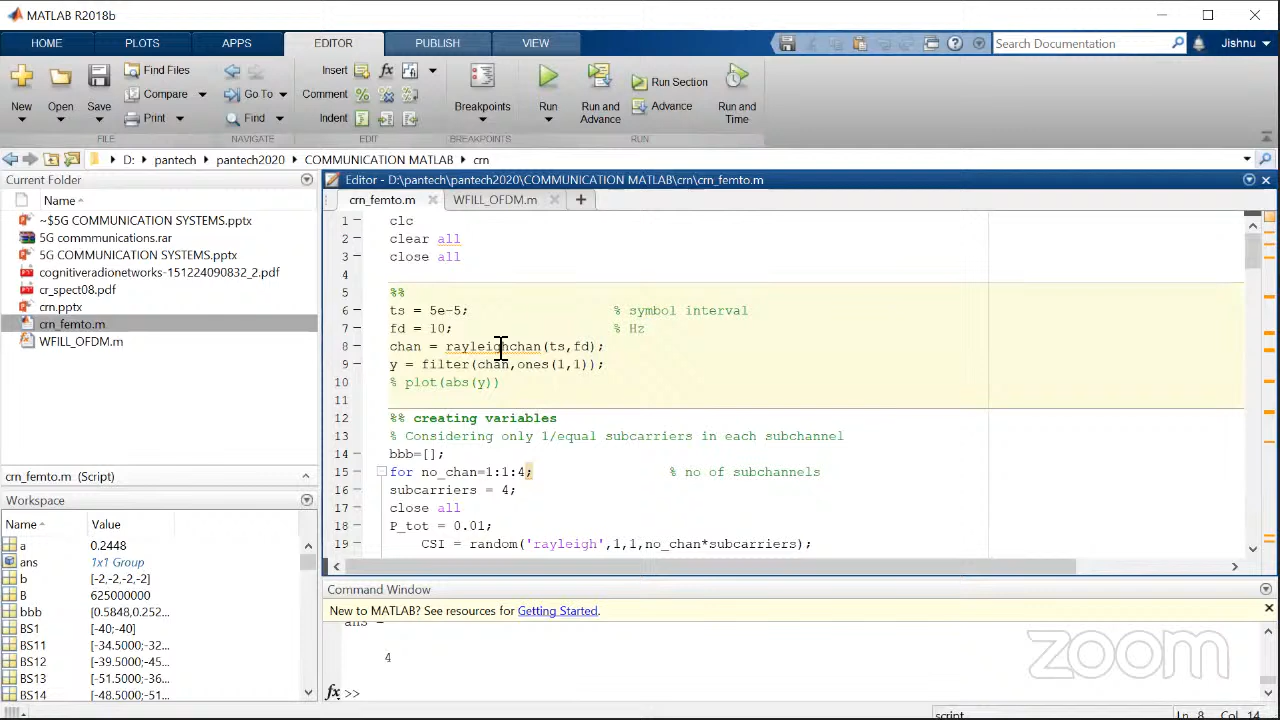 MATLAB R2018b
HOME PLOTS APPS EDITOR PUBLISH VIEW Search Documentation Jishnu
New Open Save Find Files Compare Print Go To Find Insert Comment Indent Breakpoints Run Run and Advance Run Section Advance Run and Time
FILE NAVIGATE EDIT BREAKPOINTS RUN
D: pantech pantech2020 COMMUNICATION MATLAB crn
Current Folder
Name
~$5G COMMUNICATION SYSTEMS.pptx
5G commmunications.rar
5G COMMUNICATION SYSTEMS.pptx
cognitiveradionetworks-151224090832_2.pdf
cr_spect08.pdf
crn.pptx
crn_femto.m
WFILL_OFDM.m
crn_femto.m (Script)
Workspace
Name Value
a 0.2448
ans 1x1 Group
b [-2,-2,-2,-2]
B 625000000
bbb [0.5848,0.252...
BS1 [-40;-40]
BS11 [-34.5000;-32...
BS12 [-39.5000;-45...
BS13 [-51.5000;-36...
BS14 [-48.5000;-51...
Editor - D:\pantech\pantech2020\COMMUNICATION MATLAB\crn\crn_femto.m
crn_femto.m WFILL_OFDM.m
1 clc
2 clear all
3 close all
4
5 %%
6 ts = 5e-5; % symbol interval
7 fd = 10; % Hz
8 chan = rayleighchan(ts,fd);
9 y = filter(chan,ones(1,1));
10 % plot(abs(y))
11
12 %% creating variables
13 % Considering only 1/equal subcarriers in each subchannel
14 bbb=[];
15 for no_chan=1:1:4; % no of subchannels
16 subcarriers = 4;
17 close all
18 P_tot = 0.01;
19 CSI = random('rayleigh',1,1,no_chan*subcarriers);
Command Window
New to MATLAB? See resources for Getting Started.
ans =
4
fx >>
zoom
script Ln 8 Col 14